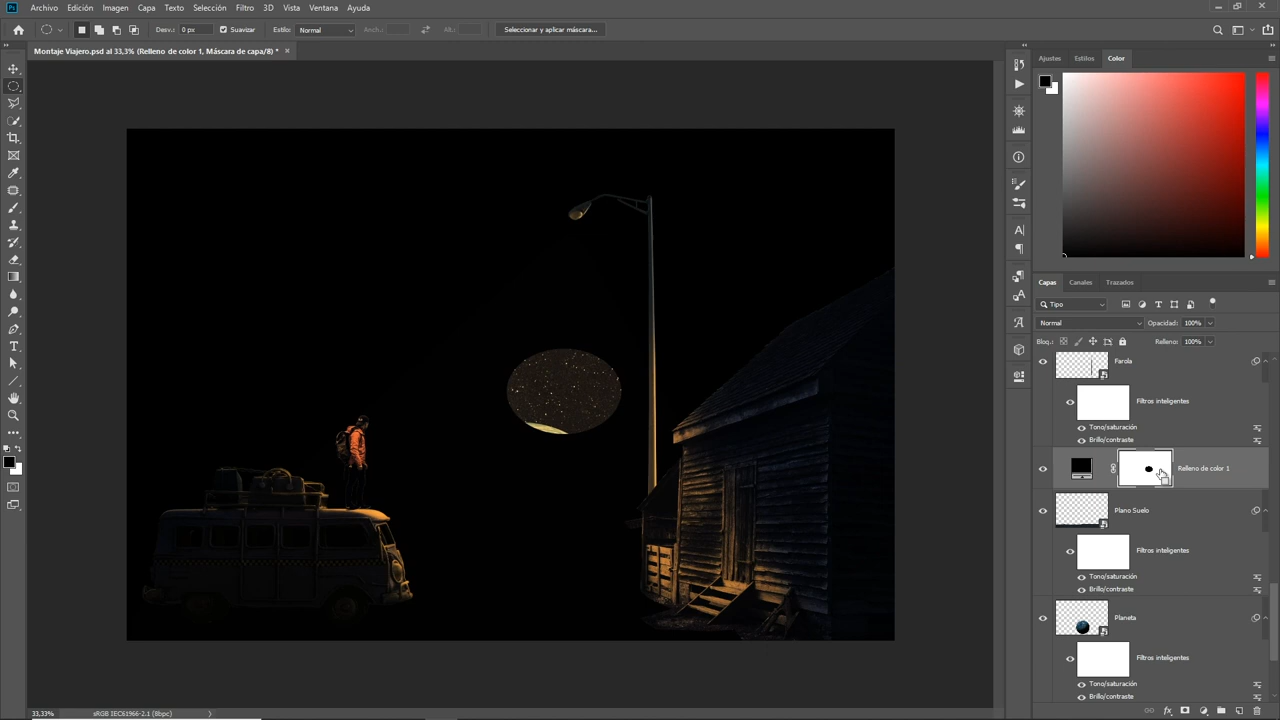 Ps Archivo Edición Imagen Capa Texto Selección Filtro 3D Vista Ventana Ayuda
Desv.: 0 px Suavizar Estilo: Normal Anch.: Alt.: Seleccionar y aplicar máscara...
Montaje Viajero.psd al 33,3% (Relleno de color 1, Máscara de capa/8) * ×
Ajustes Estilos Color
Capas Canales Trazados
Tipo
Normal Opacidad: 100%
Bloq.: Relleno: 100%
Farola
Filtros inteligentes
Tono/saturación
Brillo/contraste
Relleno de color 1
Plano Suelo
Filtros inteligentes
Tono/saturación
Brillo/contraste
Planeta
Filtros inteligentes
Tono/saturación
Brillo/contraste
33,33% sRGB IEC61966-2.1 (8bpc)